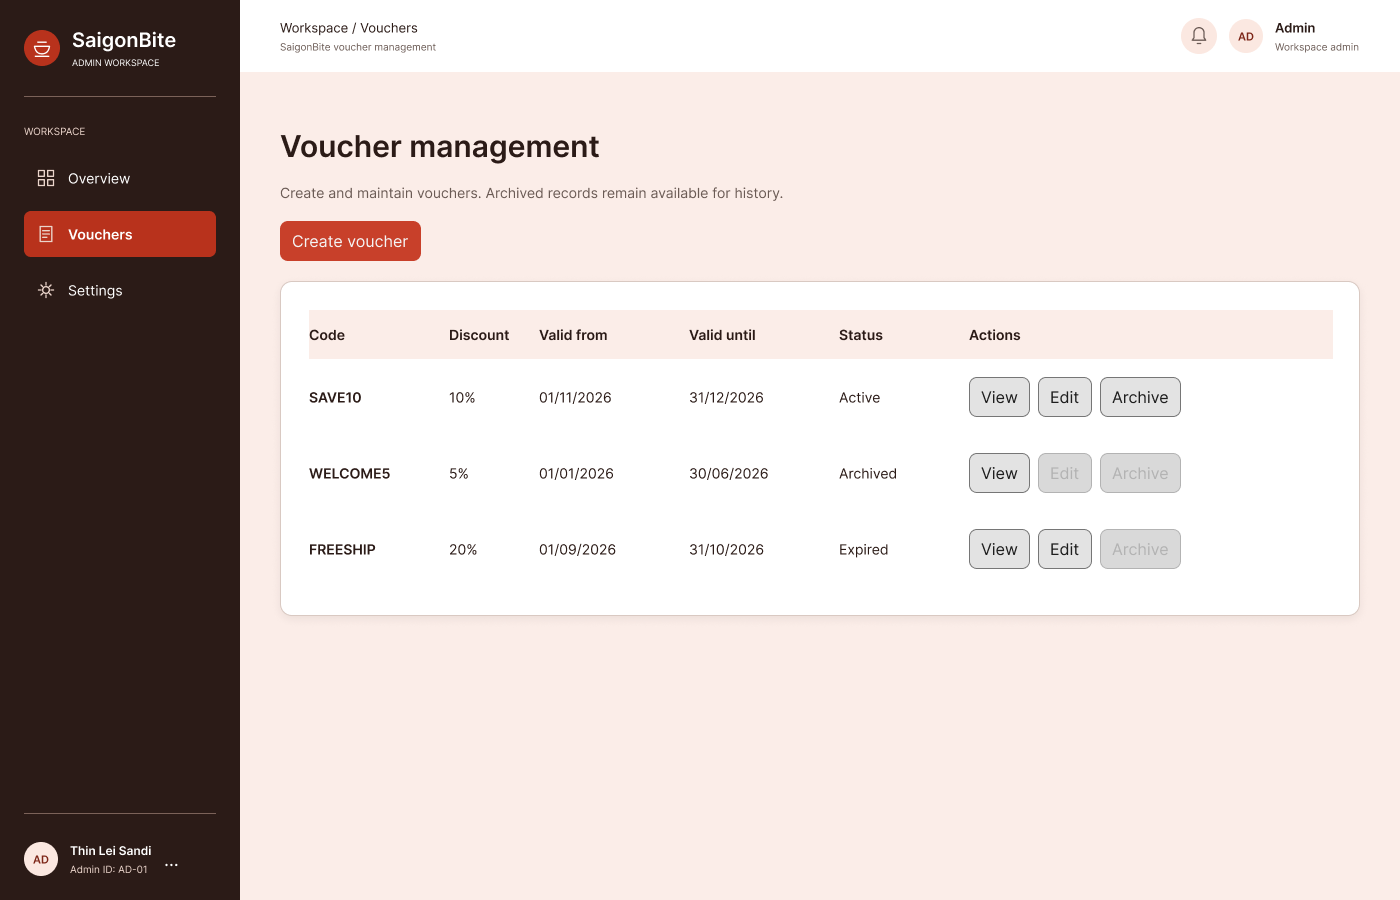 SaigonBite
ADMIN WORKSPACE
WORKSPACE
Overview
Vouchers
Settings
AD
Thin Lei Sandi
Admin ID: AD-01
...
Workspace / Vouchers
SaigonBite voucher management
AD
Admin
Workspace admin
Voucher management
Create and maintain vouchers. Archived records remain available for history.
Create voucher
Code Discount Valid from Valid until Status Actions
SAVE10 10% 01/11/2026 31/12/2026 Active View Edit Archive
WELCOME5 5% 01/01/2026 30/06/2026 Archived View Edit Archive
FREESHIP 20% 01/09/2026 31/10/2026 Expired View Edit Archive